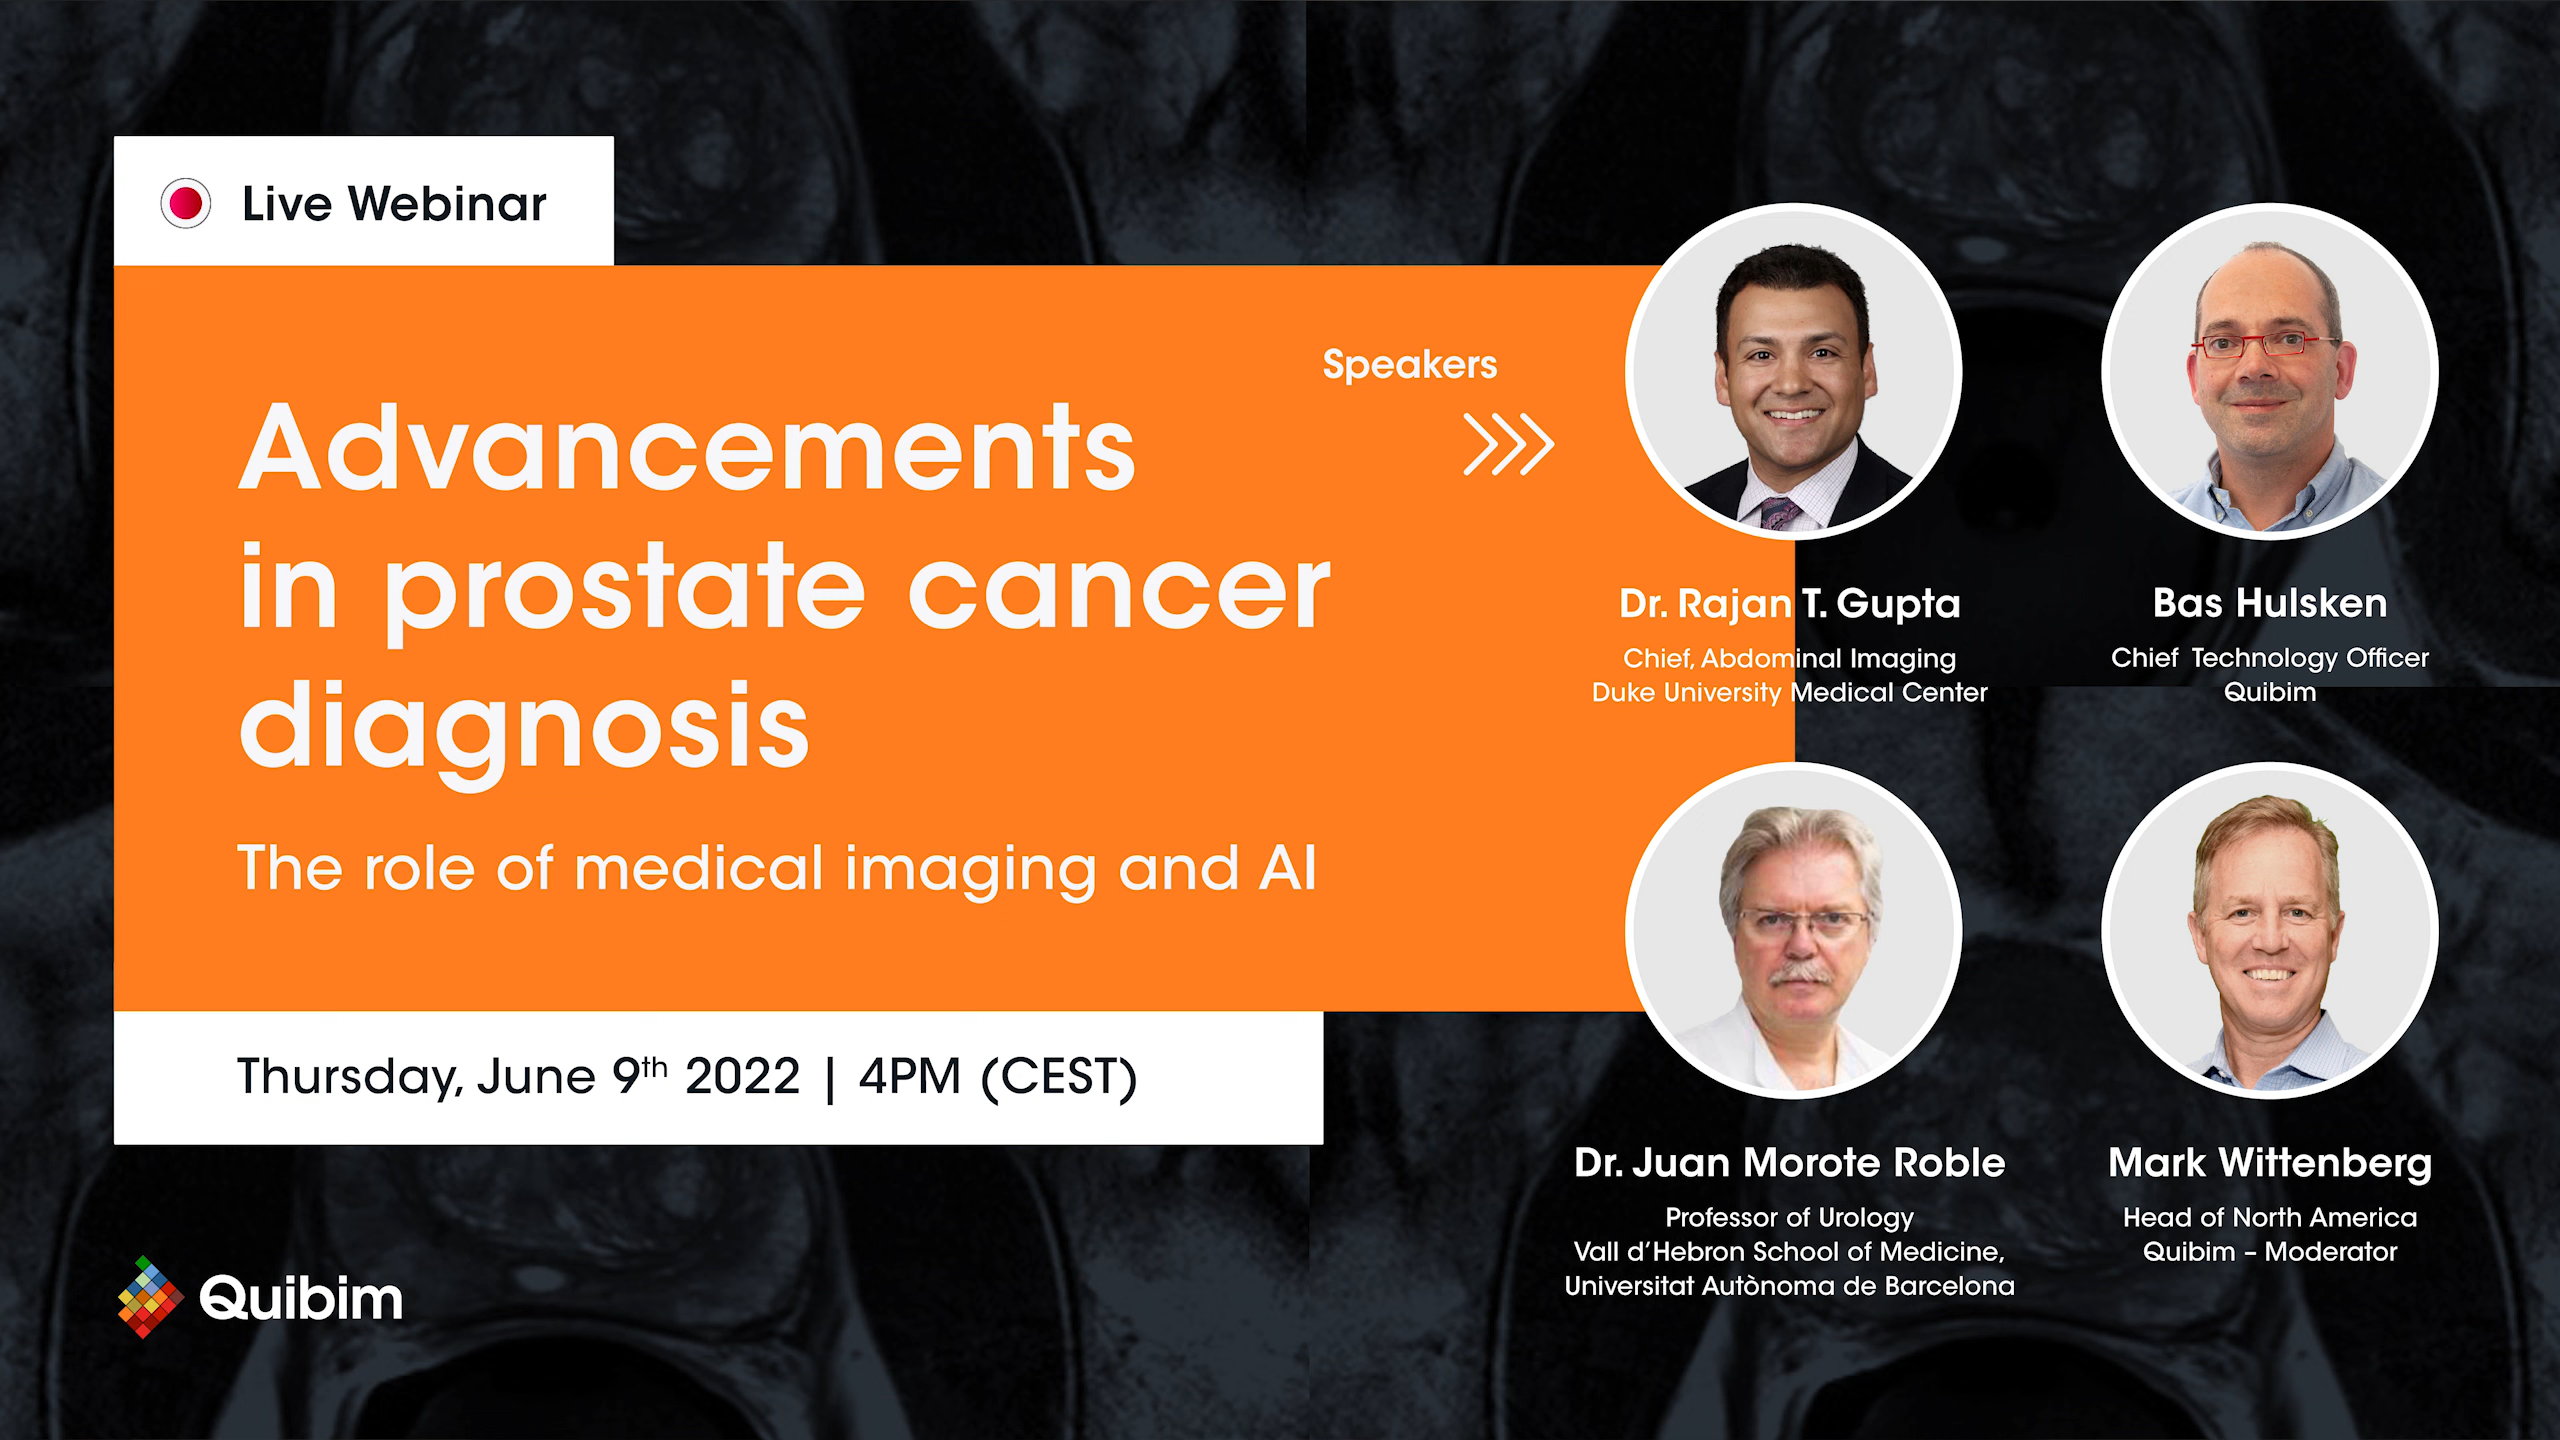 Live Webinar
Advancements
in prostate cancer
diagnosis
The role of medical imaging and AI
Thursday, June 9th 2022 | 4PM (CEST)
Quibim
Speakers
Dr. Rajan T. Gupta
Chief, Abdominal Imaging
Duke University Medical Center
Bas Hulsken
Chief Technology Officer
Quibim
Dr. Juan Morote Roble
Professor of Urology
Vall d’Hebron School of Medicine,
Universitat Autònoma de Barcelona
Mark Wittenberg
Head of North America
Quibim – Moderator